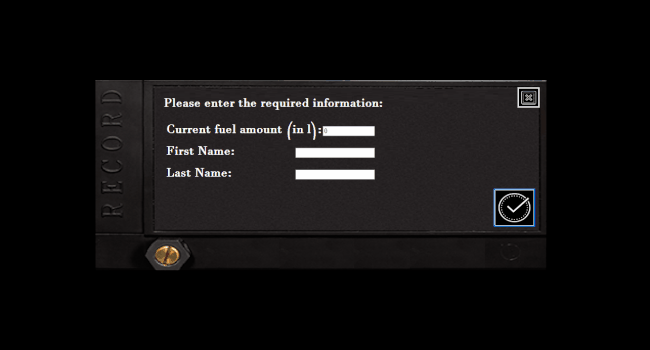 RECORD
Please enter the required information:
Current fuel amount (in l): 0
First Name:
Last Name: